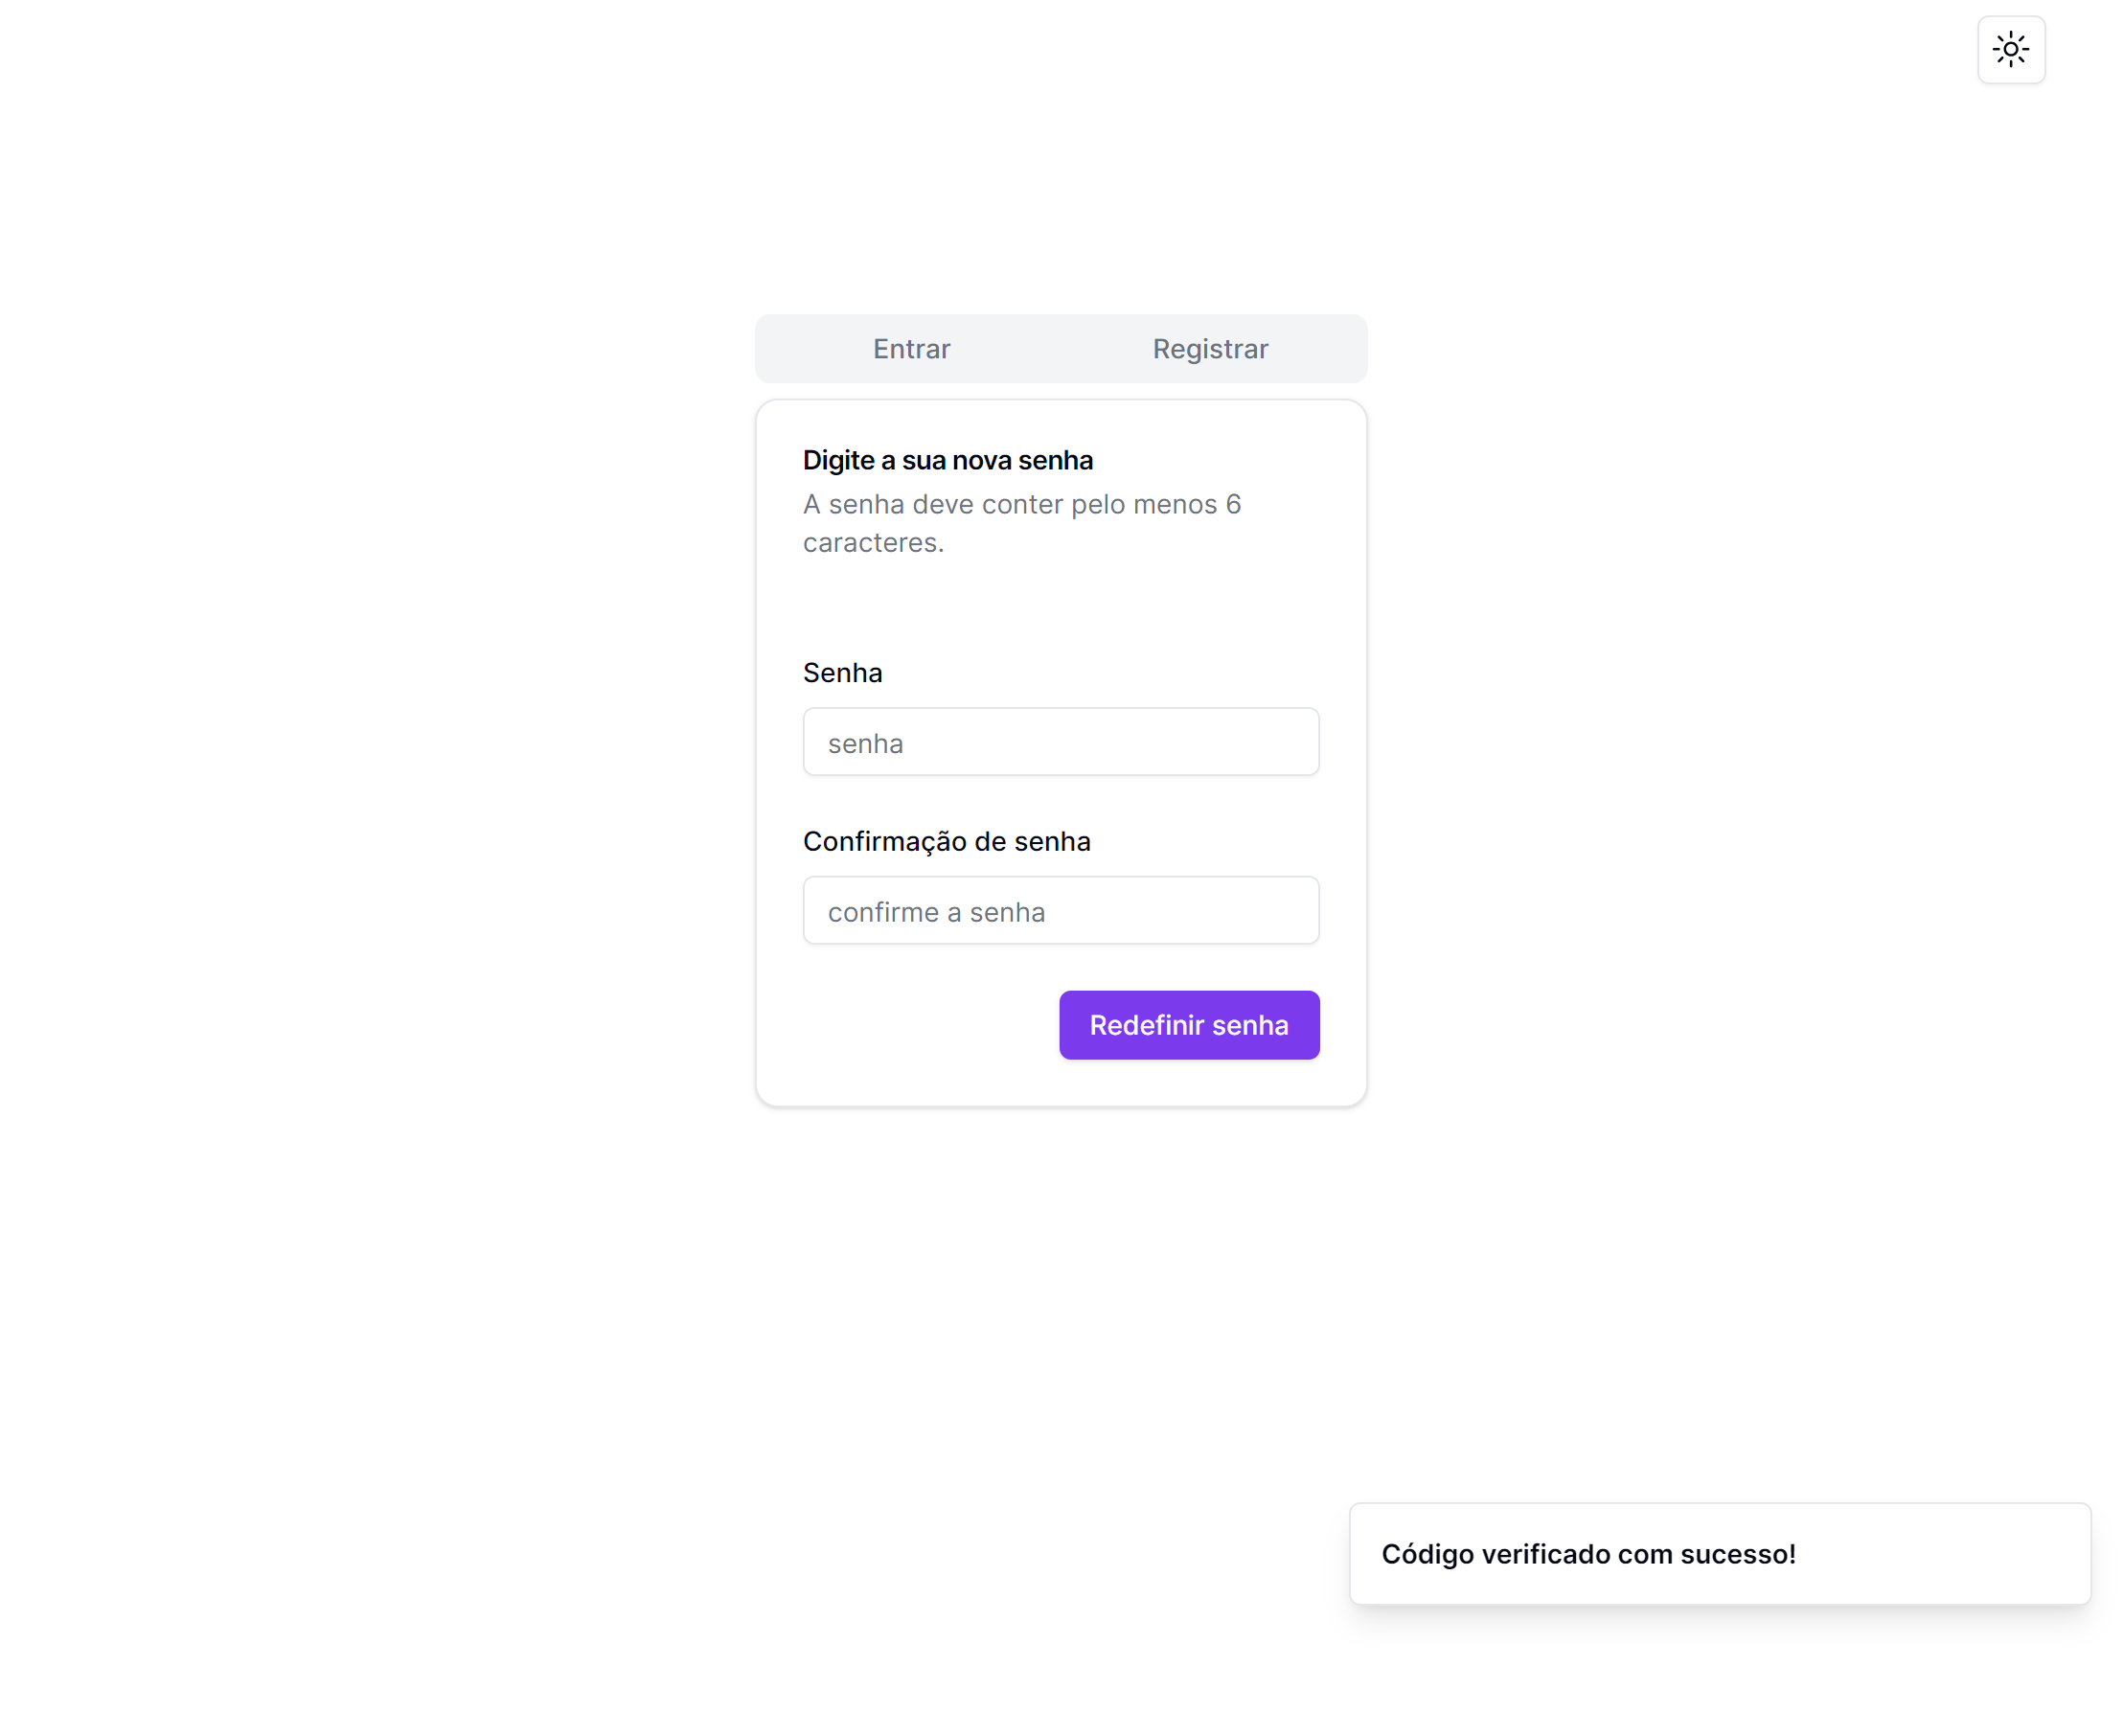 Entrar
Registrar
Digite a sua nova senha
A senha deve conter pelo menos 6
caracteres.
Senha
senha
Confirmação de senha
confirme a senha
Redefinir senha
Código verificado com sucesso!